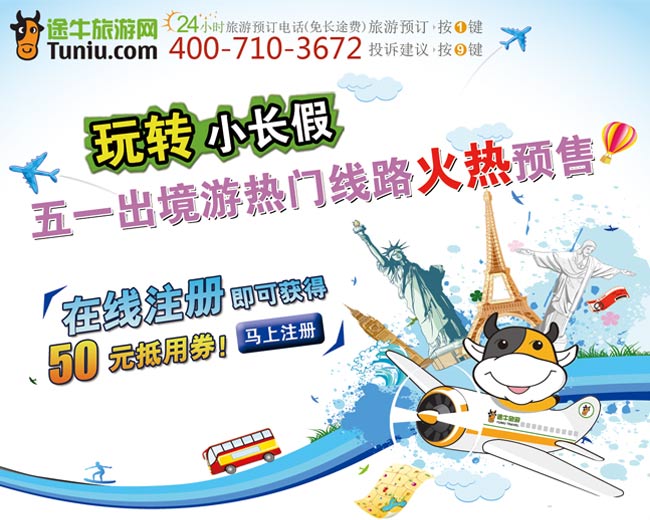 途牛旅游网
Tuniu.com
24小时旅游预订电话(免长途费) 旅游预订，按1键
400-710-3672 投诉建议，按9键
玩转 小长假
五一出境游热门线路火热预售
在线注册 即可获得
50 元抵用券！ 马上注册
途牛旅游网